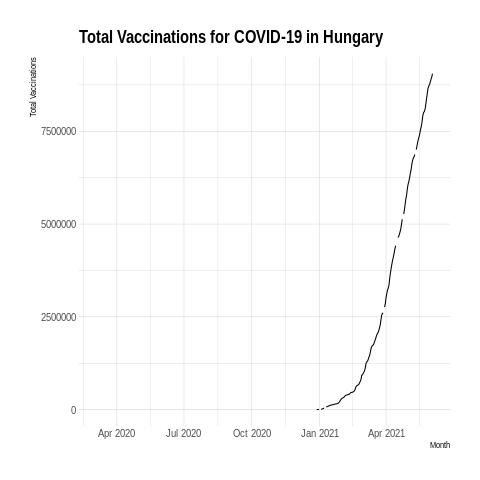 Total Vaccinations for COVID-19 in Hungary
Total Vaccinations
7500000
5000000
2500000
0
Apr 2020 Jul 2020 Oct 2020 Jan 2021 Apr 2021
Month